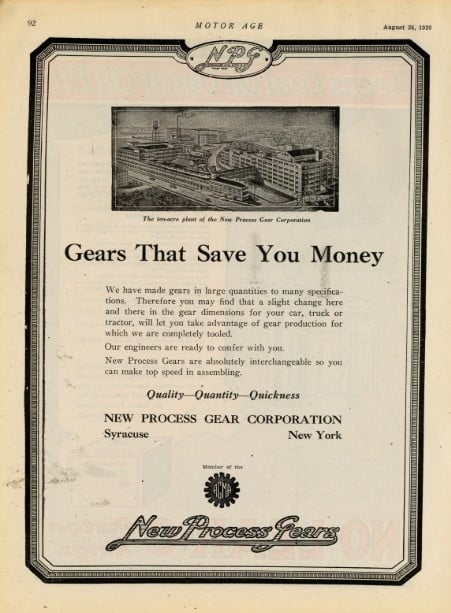 92
MOTOR AGE
August 26, 1920
NPG
The ten-acre plant of the New Process Gear Corporation
Gears That Save You Money
We have made gears in large quantities to many specifica-
tions. Therefore you may find that a slight change here
and there in the gear dimensions for your car, truck or
tractor, will let you take advantage of gear production for
which we are completely tooled.
Our engineers are ready to confer with you.
New Process Gears are absolutely interchangeable so you
can make top speed in assembling.
Quality—Quantity—Quickness
NEW PROCESS GEAR CORPORATION
Syracuse New York
Member of the
AGMA
New Process Gears